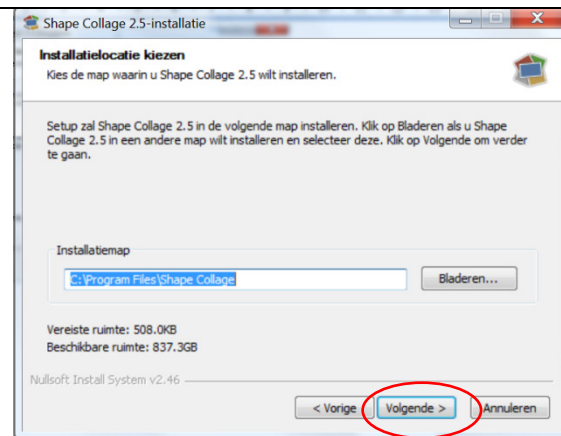 Shape Collage 2.5-installatie
Installatielocatie kiezen
Kies de map waarin u Shape Collage 2.5 wilt installeren.
Setup zal Shape Collage 2.5 in de volgende map installeren. Klik op Bladeren als u Shape
Collage 2.5 in een andere map wilt installeren en selecteer deze. Klik op Volgende om verder
te gaan.
Installatiemap
C:\Program Files\Shape Collage
Bladeren...
Vereiste ruimte: 508.0KB
Beschikbare ruimte: 837.3GB
Nullsoft Install System v2.46
< Vorige
Volgende >
Annuleren